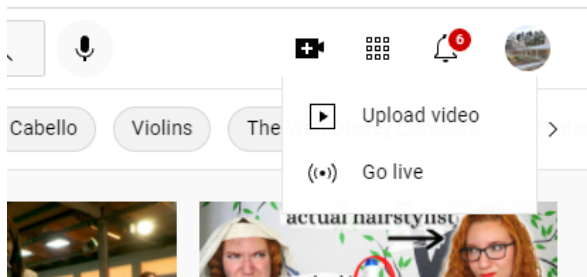 6
Upload video
Cabello
Violins
The
Go live
actual hairstylist